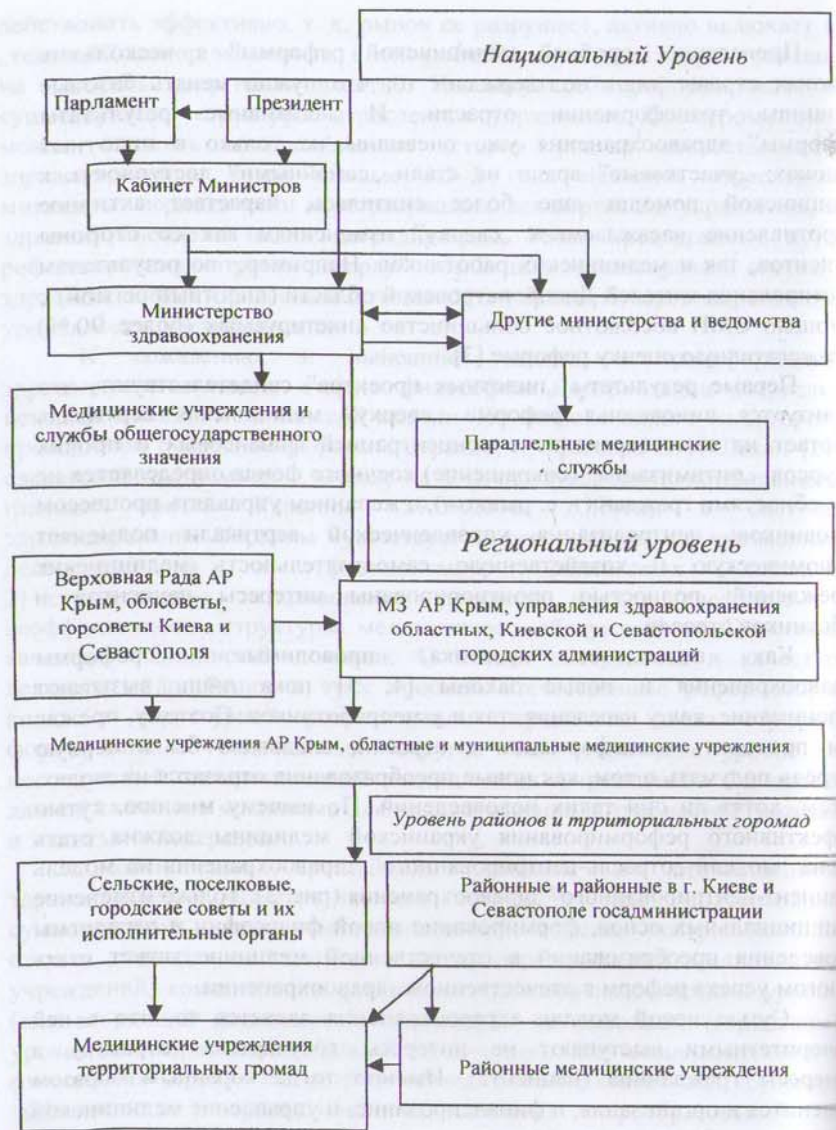 Национальный Уровень
Парламент
Президент
Кабинет Министров
Министерство
здравоохранения
Другие министерства и ведомства
Медицинские учреждения и
службы общегосударственного
Параллельные медицинские
службы
Региональный уровень
Верховная Рада АР
Крым, облсоветы,
горсоветы Киева и
Севастополя
МЗ АР Крым, управления здравоохранения
областных, Киевской и Севастопольской
городских администраций
Медицинские учреждения АР Крым, областные и муниципальные медицинские учреждения
Уровень районов и трриториальных горомад
Сельские, поселковые,
городские советы и их
исполнительные органы
Районные и районные в г. Киеве и
Севастополе госадминистрации
Медицинские учреждения
территориальных громад
Районные медицинские учреждения